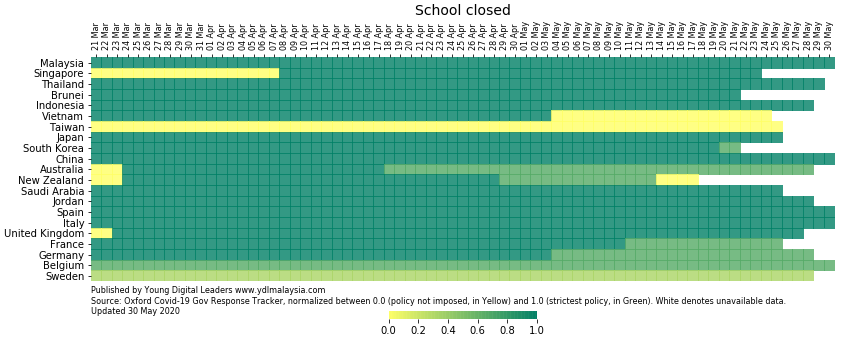 School closed
21 Mar
22 Mar
23 Mar
24 Mar
25 Mar
26 Mar
27 Mar
28 Mar
29 Mar
30 Mar
31 Mar
01 Apr
02 Apr
03 Apr
04 Apr
05 Apr
06 Apr
07 Apr
08 Apr
09 Apr
10 Apr
11 Apr
12 Apr
13 Apr
14 Apr
15 Apr
16 Apr
17 Apr
18 Apr
19 Apr
20 Apr
21 Apr
22 Apr
23 Apr
24 Apr
25 Apr
26 Apr
27 Apr
28 Apr
29 Apr
30 Apr
01 May
02 May
03 May
04 May
05 May
06 May
07 May
08 May
09 May
10 May
11 May
12 May
13 May
14 May
15 May
16 May
17 May
18 May
19 May
20 May
21 May
22 May
23 May
24 May
25 May
26 May
27 May
28 May
29 May
30 May
Malaysia
Singapore
Thailand
Brunei
Indonesia
Vietnam
Taiwan
Japan
South Korea
China
Australia
New Zealand
Saudi Arabia
Jordan
Spain
Italy
United Kingdom
France
Germany
Belgium
Sweden
Published by Young Digital Leaders www.ydlmalaysia.com
Source: Oxford Covid-19 Gov Response Tracker, normalized between 0.0 (policy not imposed, in Yellow) and 1.0 (strictest policy, in Green). White denotes unavailable data.
Updated 30 May 2020
0.0 0.2 0.4 0.6 0.8 1.0